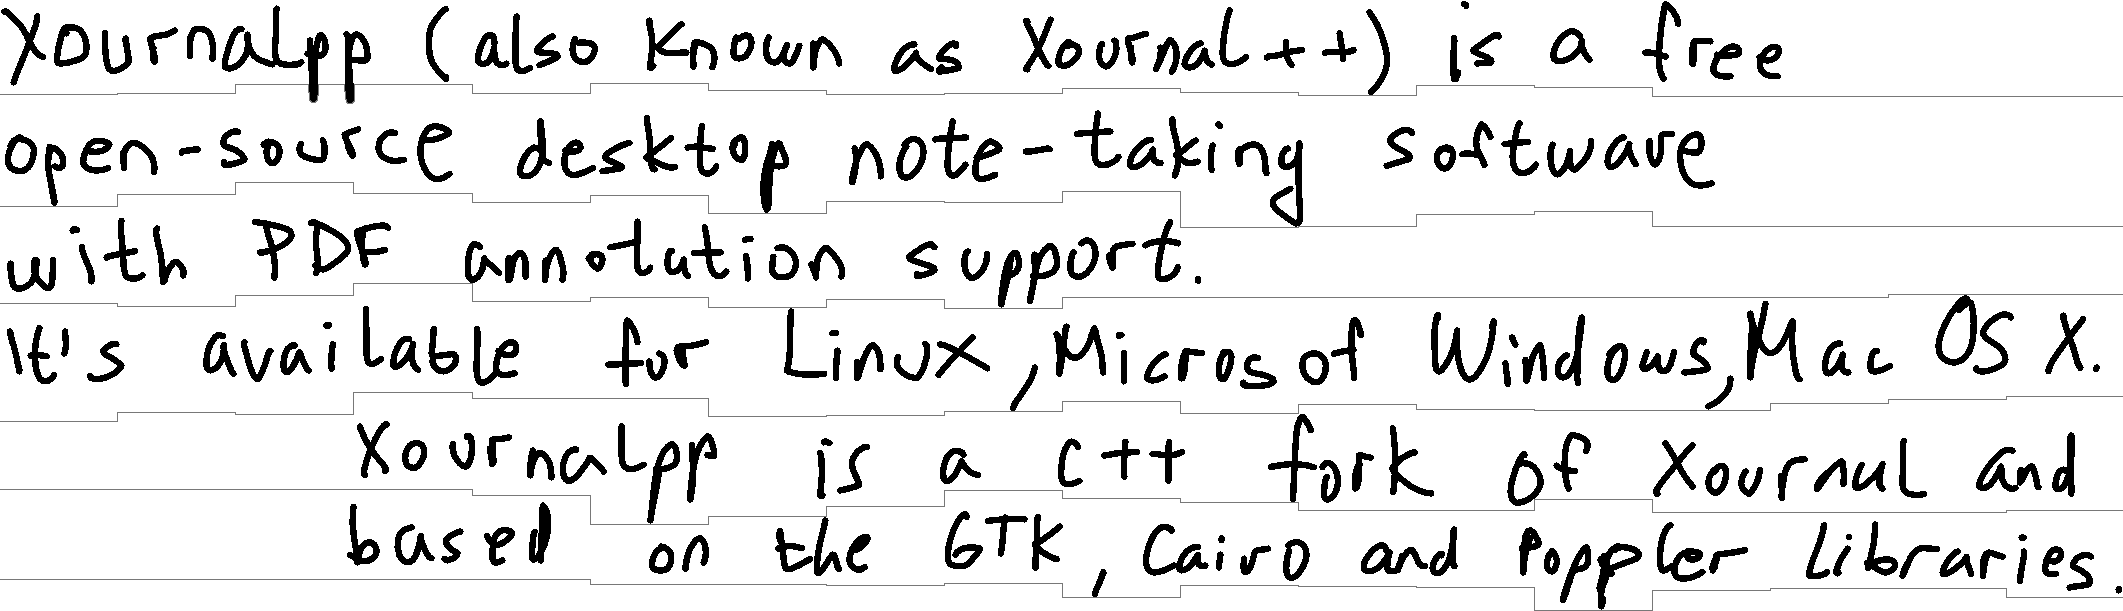 Xournalpp (also known as Xournal++) is a free
open-source desktop note-taking software
with PDF annotation support.
It's available for Linux, Microsof Windows, Mac OS X.
Xournalpp is a C++ fork of Xournal and
based on the GTK, Cairo and Poppler libraries.